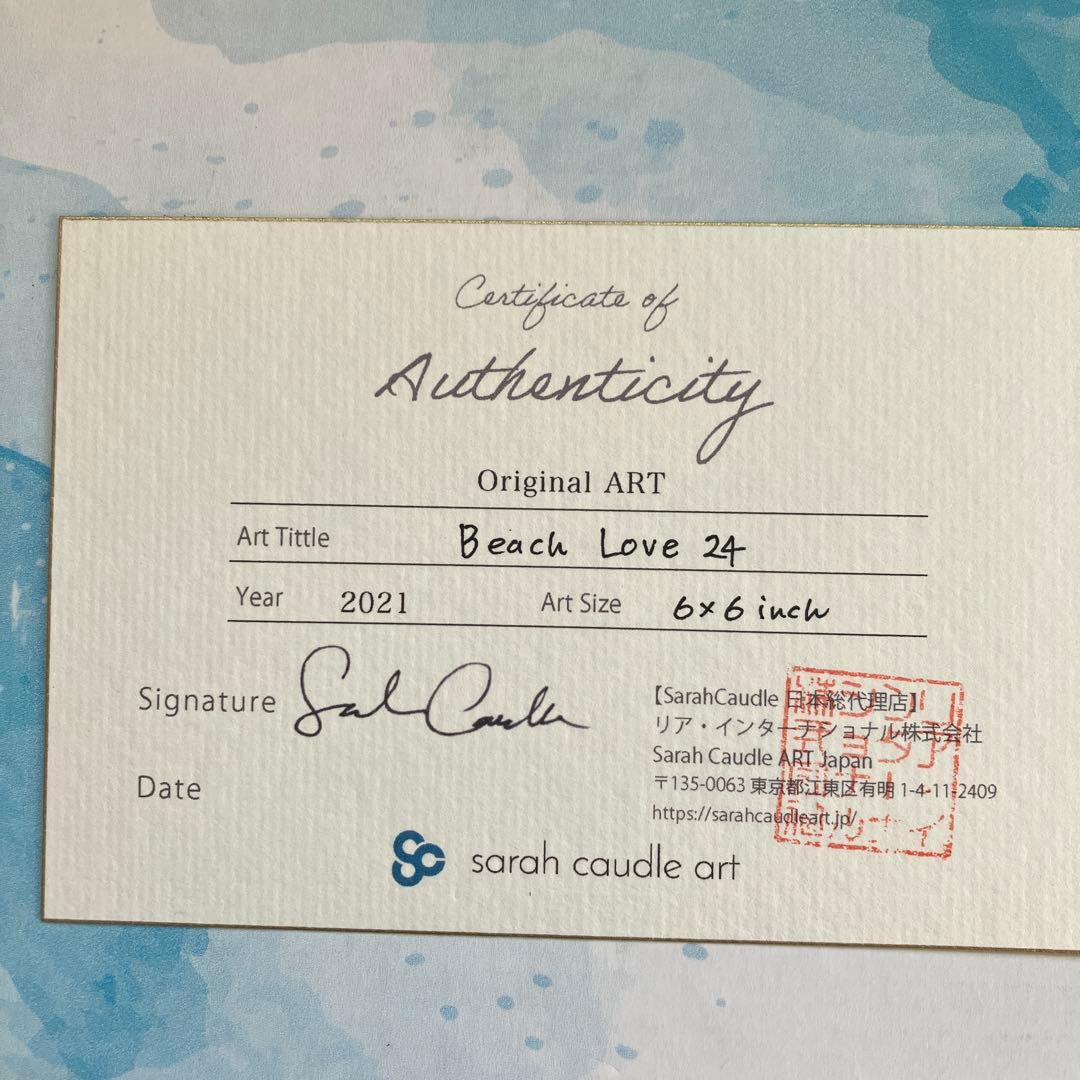 Certificate of
Authenticity
Original ART
Art Tittle Beach Love 24
Year 2021 Art Size 6×6 inch
Signature Sarah Caudle
【SarahCaudle 日本総代理店】
リア・インターナショナル株式会社
Sarah Caudle ART Japan
〒135-0063 東京都江東区有明 1-4-11-2409
https://sarahcaudleart.jp/
Date
sc sarah caudle art